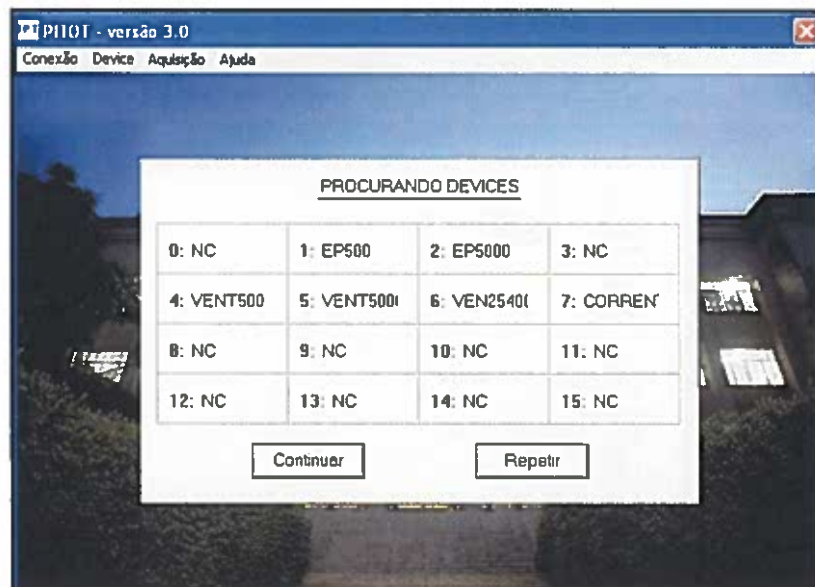 PITOT - versão 3.0
Conexão Device Aquisição Ajuda
PROCURANDO DEVICES
0: NC 1: EP500 2: EP5000 3: NC
4: VENT500 5: VENT500( 6: VEN2540( 7: CORREN
8: NC 9: NC 10: NC 11: NC
12: NC 13: NC 14: NC 15: NC
Continuar Repetir